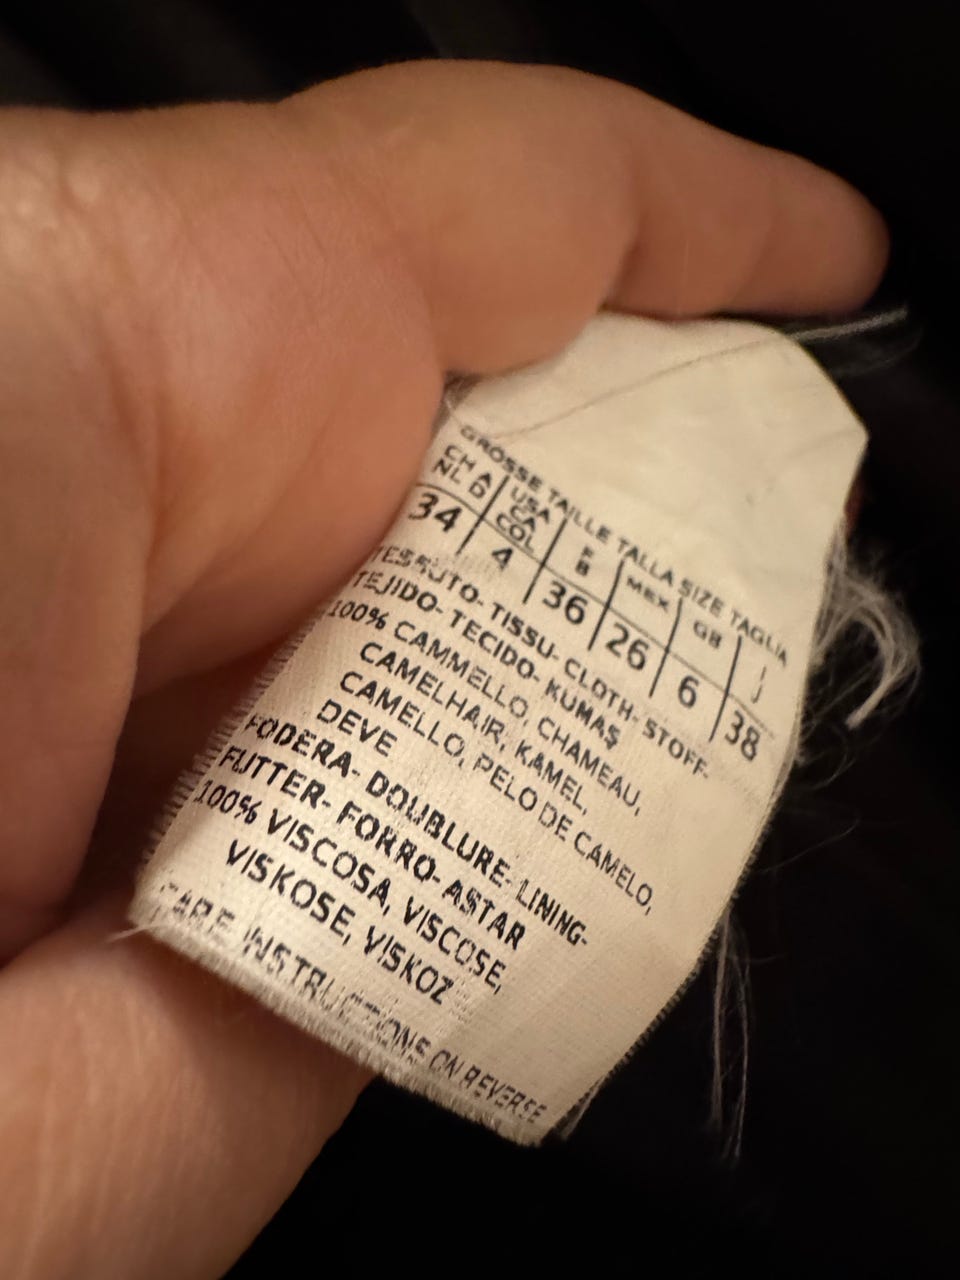 GROSSE TAILLE TALLA SIZE TAGLIA
CH A NL D USA CA COL F B MEX GB I J
34 4 36 26 6 38
TESSUTO- TISSU- CLOTH- STOFF-
TEJIDO- TECIDO- KUMAŞ
100% CAMMELLO, CHAMEAU,
CAMELHAIR, KAMEL,
CAMELLO, PELO DE CAMELO,
DEVE
FODERA- DOUBLURE- LINING-
FUTTER- FORRO- ASTAR
100% VISCOSA, VISCOSE,
VISKOSE, VISKOZ
CARE INSTRUCTIONS ON REVERSE